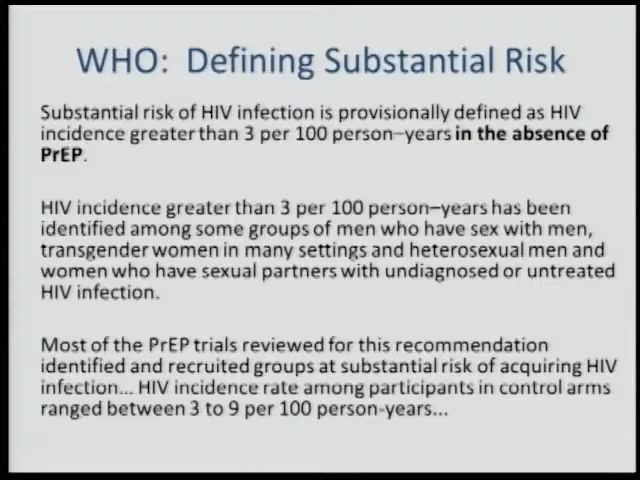 WHO:  Defining Substantial Risk
Substantial risk of HIV infection is provisionally defined as HIV
incidence greater than 3 per 100 person–years in the absence of
PrEP.
HIV incidence greater than 3 per 100 person–years has been
identified among some groups of men who have sex with men,
transgender women in many settings and heterosexual men and
women who have sexual partners with undiagnosed or untreated
HIV infection.
Most of the PrEP trials reviewed for this recommendation
identified and recruited groups at substantial risk of acquiring HIV
infection... HIV incidence rate among participants in control arms
ranged between 3 to 9 per 100 person-years...